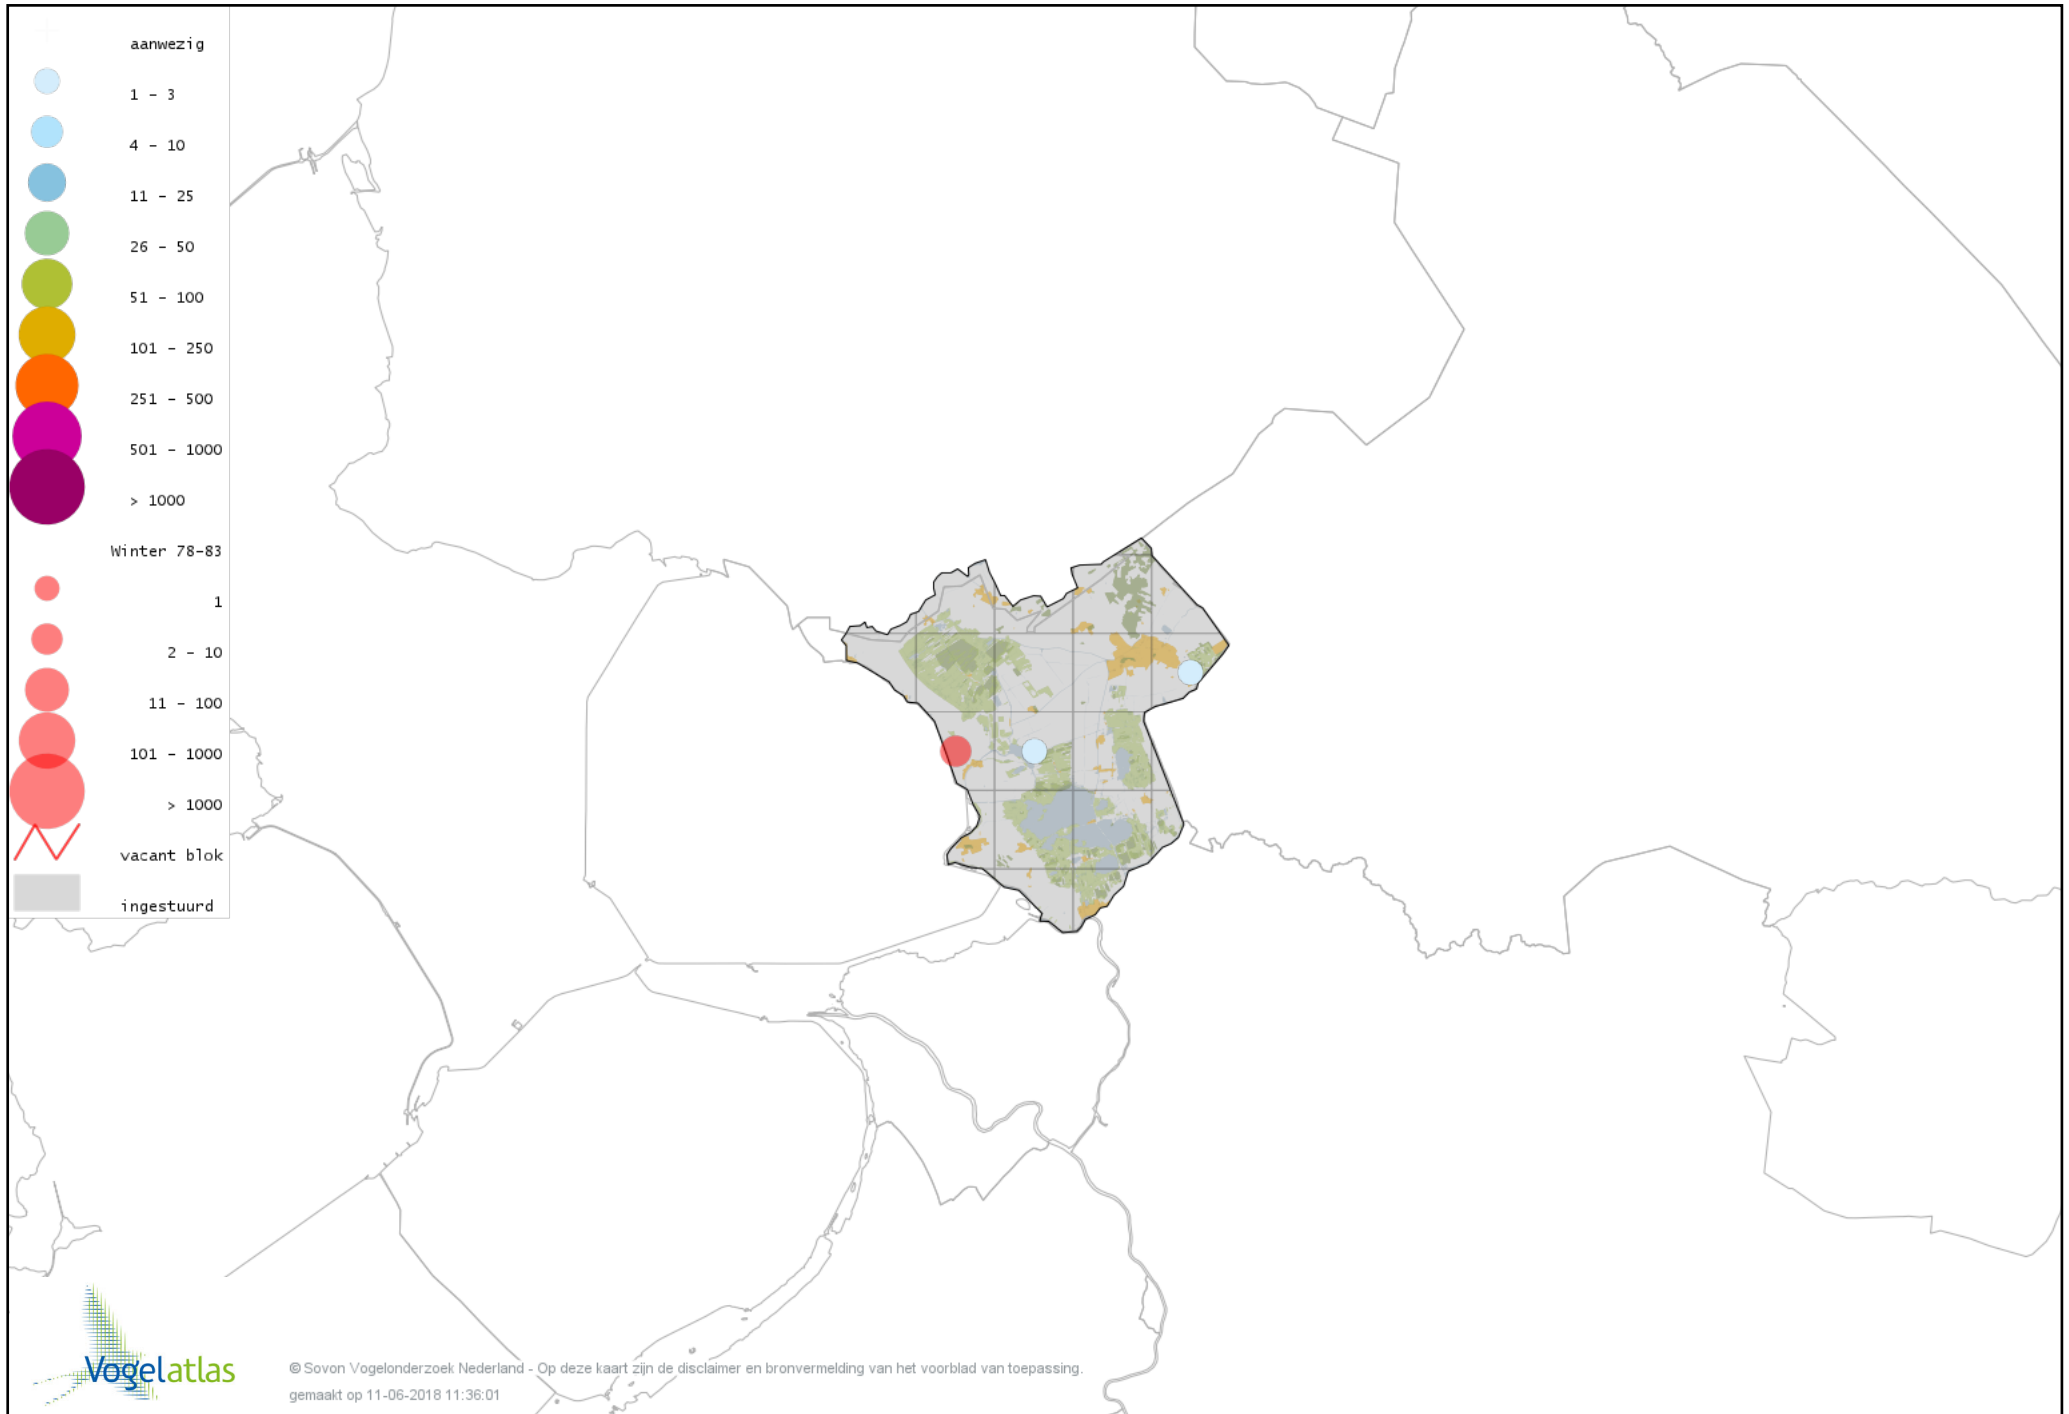 aanwezig
1 - 3
4 - 10
11 - 25
26 - 50
51 - 100
101 - 250
251 - 500
501 - 1000
> 1000
Winter 78-83
1
2 - 10
11 - 100
101 - 1000
> 1000
vacant blok
ingestuurd
Vogelatlas
© Sovon Vogelonderzoek Nederland - Op deze kaart zijn de disclaimer en bronvermelding van het voorblad van toepassing.
gemaakt op 11-06-2018 11:36:01